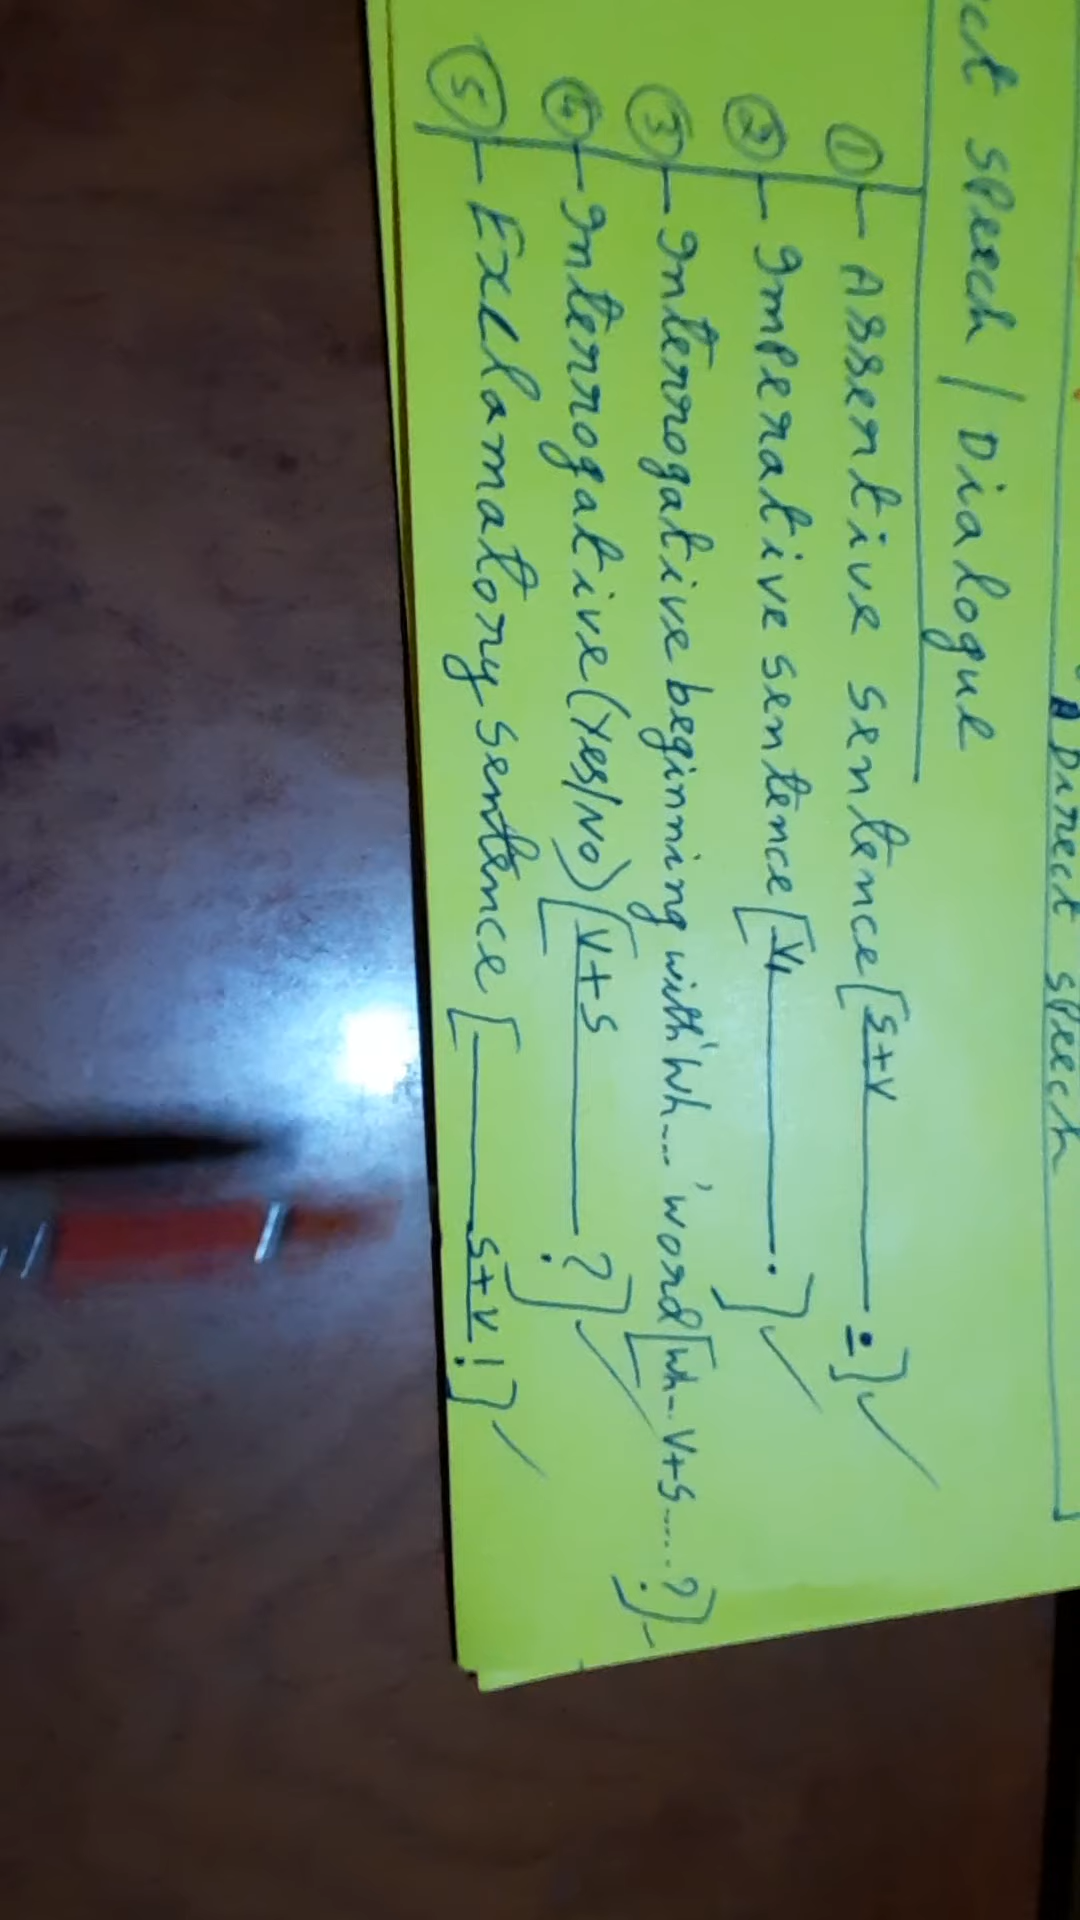 Direct speech
ect speech / Dialogue
① Assertive sentence [S+V ______ .] ✓
② Imperative sentence [V1 ______ .] ✓
③ Interrogative beginning with 'Wh...' word [Wh... V+S.....?]
④ Interrogative (Yes/No) [V+S ______ ?] ✓
⑤ Exclamatory sentence [______ S+V !] ✓